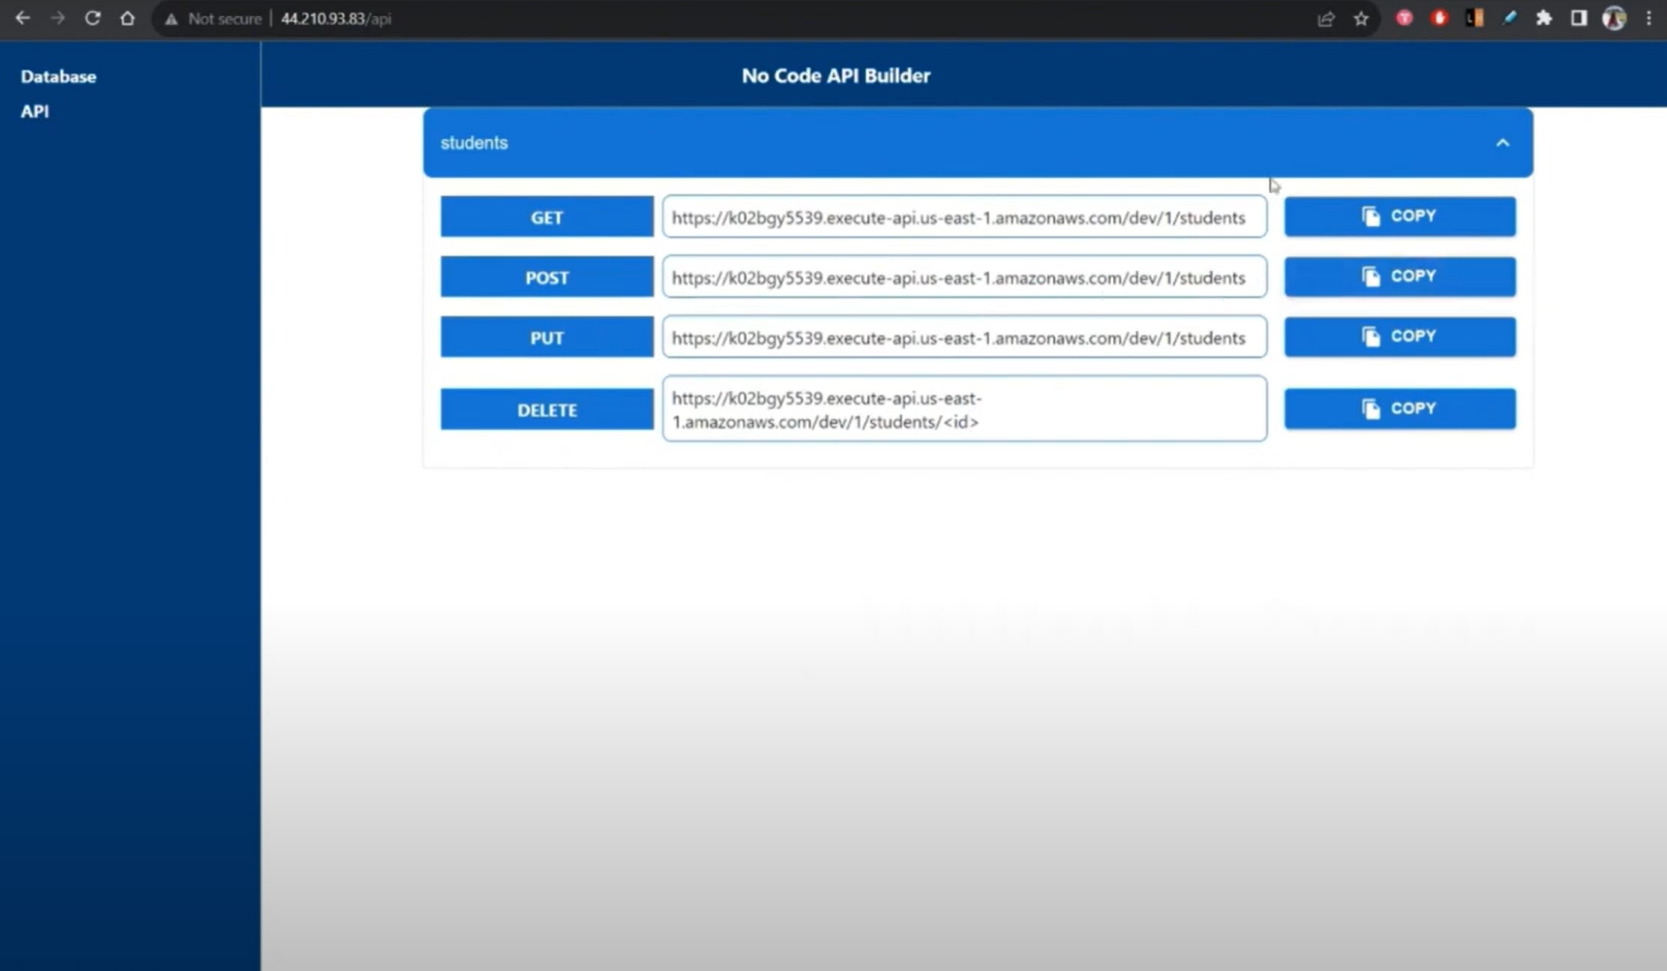 Not secure | 44.210.93.83/api
Database
API
No Code API Builder
students
GET https://k02bgy5539.execute-api.us-east-1.amazonaws.com/dev/1/students COPY
POST https://k02bgy5539.execute-api.us-east-1.amazonaws.com/dev/1/students COPY
PUT https://k02bgy5539.execute-api.us-east-1.amazonaws.com/dev/1/students COPY
DELETE https://k02bgy5539.execute-api.us-east-
1.amazonaws.com/dev/1/students/<id> COPY